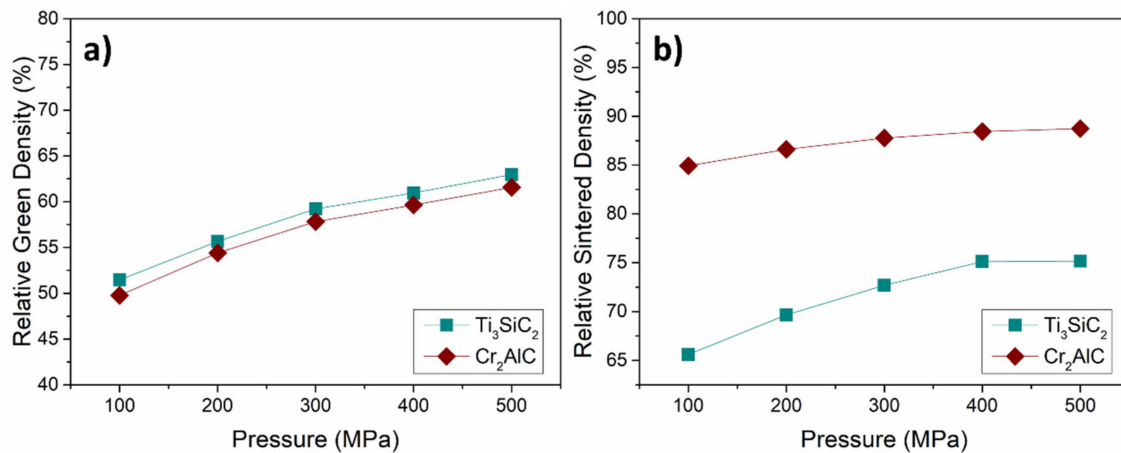 a)
Relative Green Density (%)
80
75
70
65
60
55
50
45
40
100 200 300 400 500
Pressure (MPa)
Ti₃SiC₂
Cr₂AlC
b)
Relative Sintered Density (%)
100
95
90
85
80
75
70
65
100 200 300 400 500
Pressure (MPa)
Ti₃SiC₂
Cr₂AlC